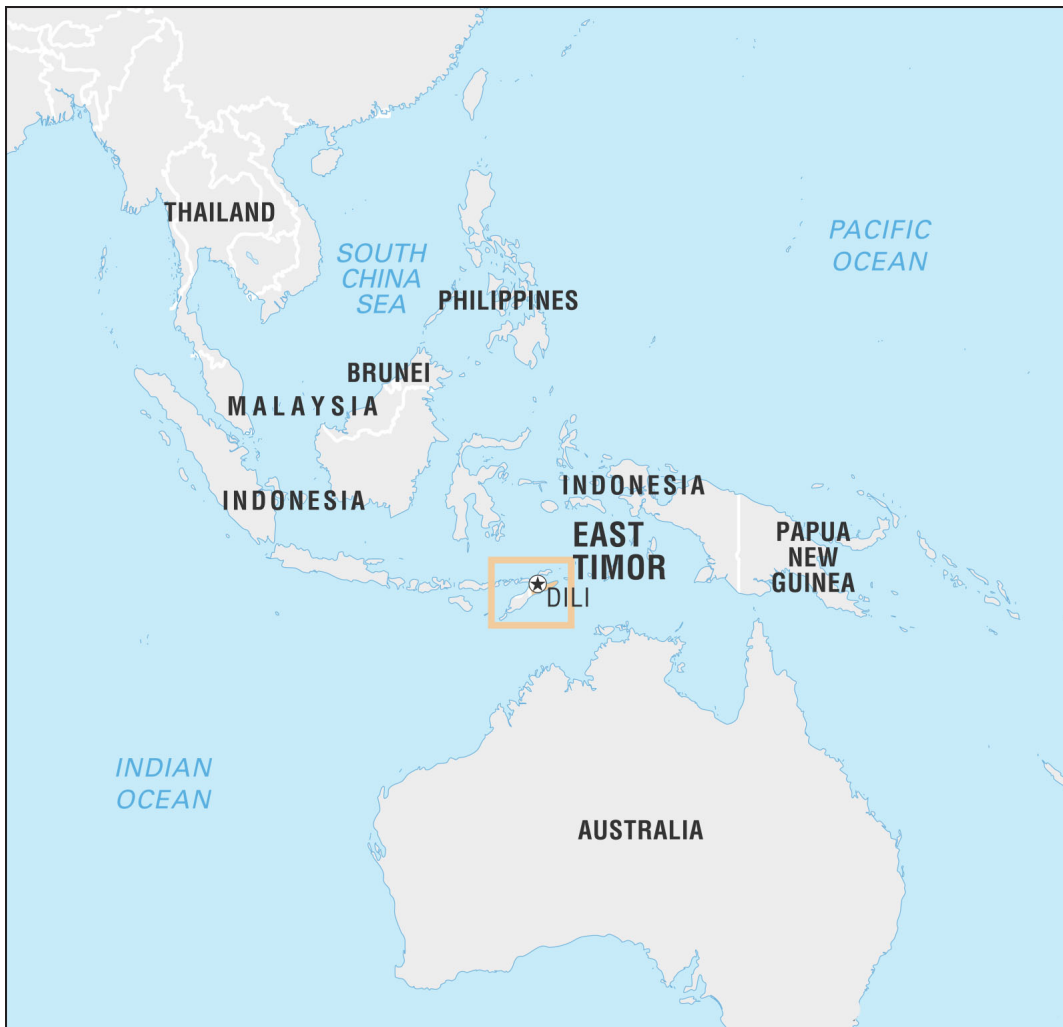 THAILAND
SOUTH
CHINA
SEA
PACIFIC
OCEAN
PHILIPPINES
BRUNEI
MALAYSIA
INDONESIA
INDONESIA
EAST
TIMOR
PAPUA
NEW
GUINEA
DILI
INDIAN
OCEAN
AUSTRALIA